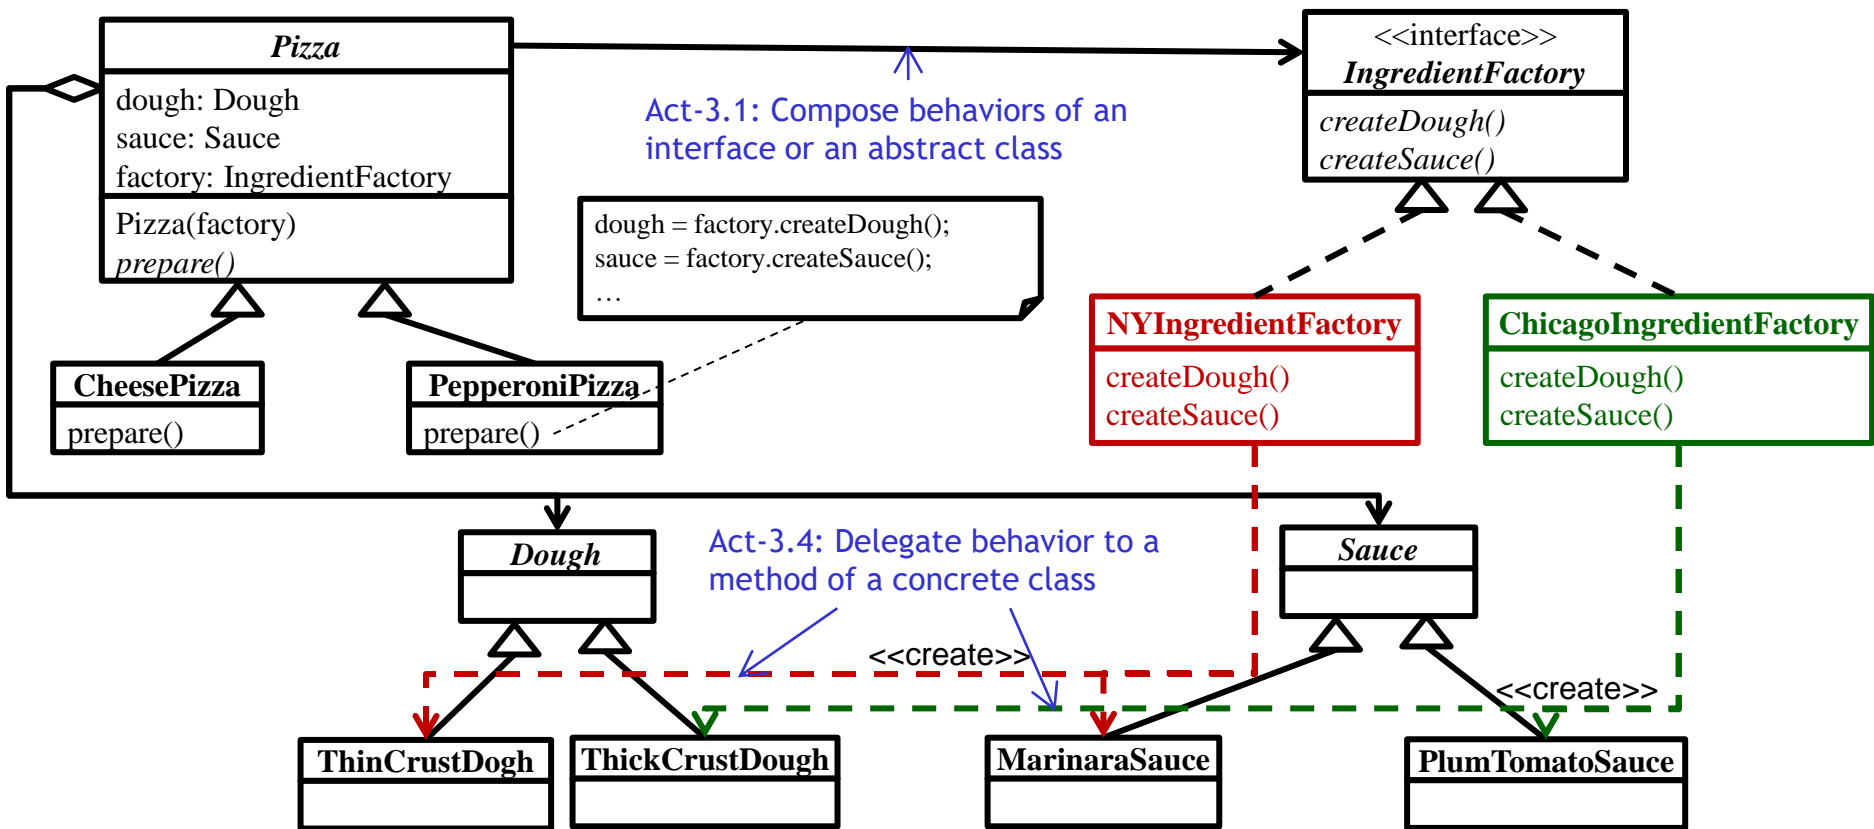 Pizza
dough: Dough
sauce: Sauce
factory: IngredientFactory
Pizza(factory)
prepare()
<<interface>>
IngredientFactory
createDough()
createSauce()
Act-3.1: Compose behaviors of an
interface or an abstract class
dough = factory.createDough();
sauce = factory.createSauce();
…
CheesePizza
prepare()
PepperoniPizza
prepare()
NYIngredientFactory
createDough()
createSauce()
ChicagoIngredientFactory
createDough()
createSauce()
Dough
Act-3.4: Delegate behavior to a
method of a concrete class
Sauce
<<create>>
<<create>>
ThinCrustDogh
ThickCrustDough
MarinaraSauce
PlumTomatoSauce